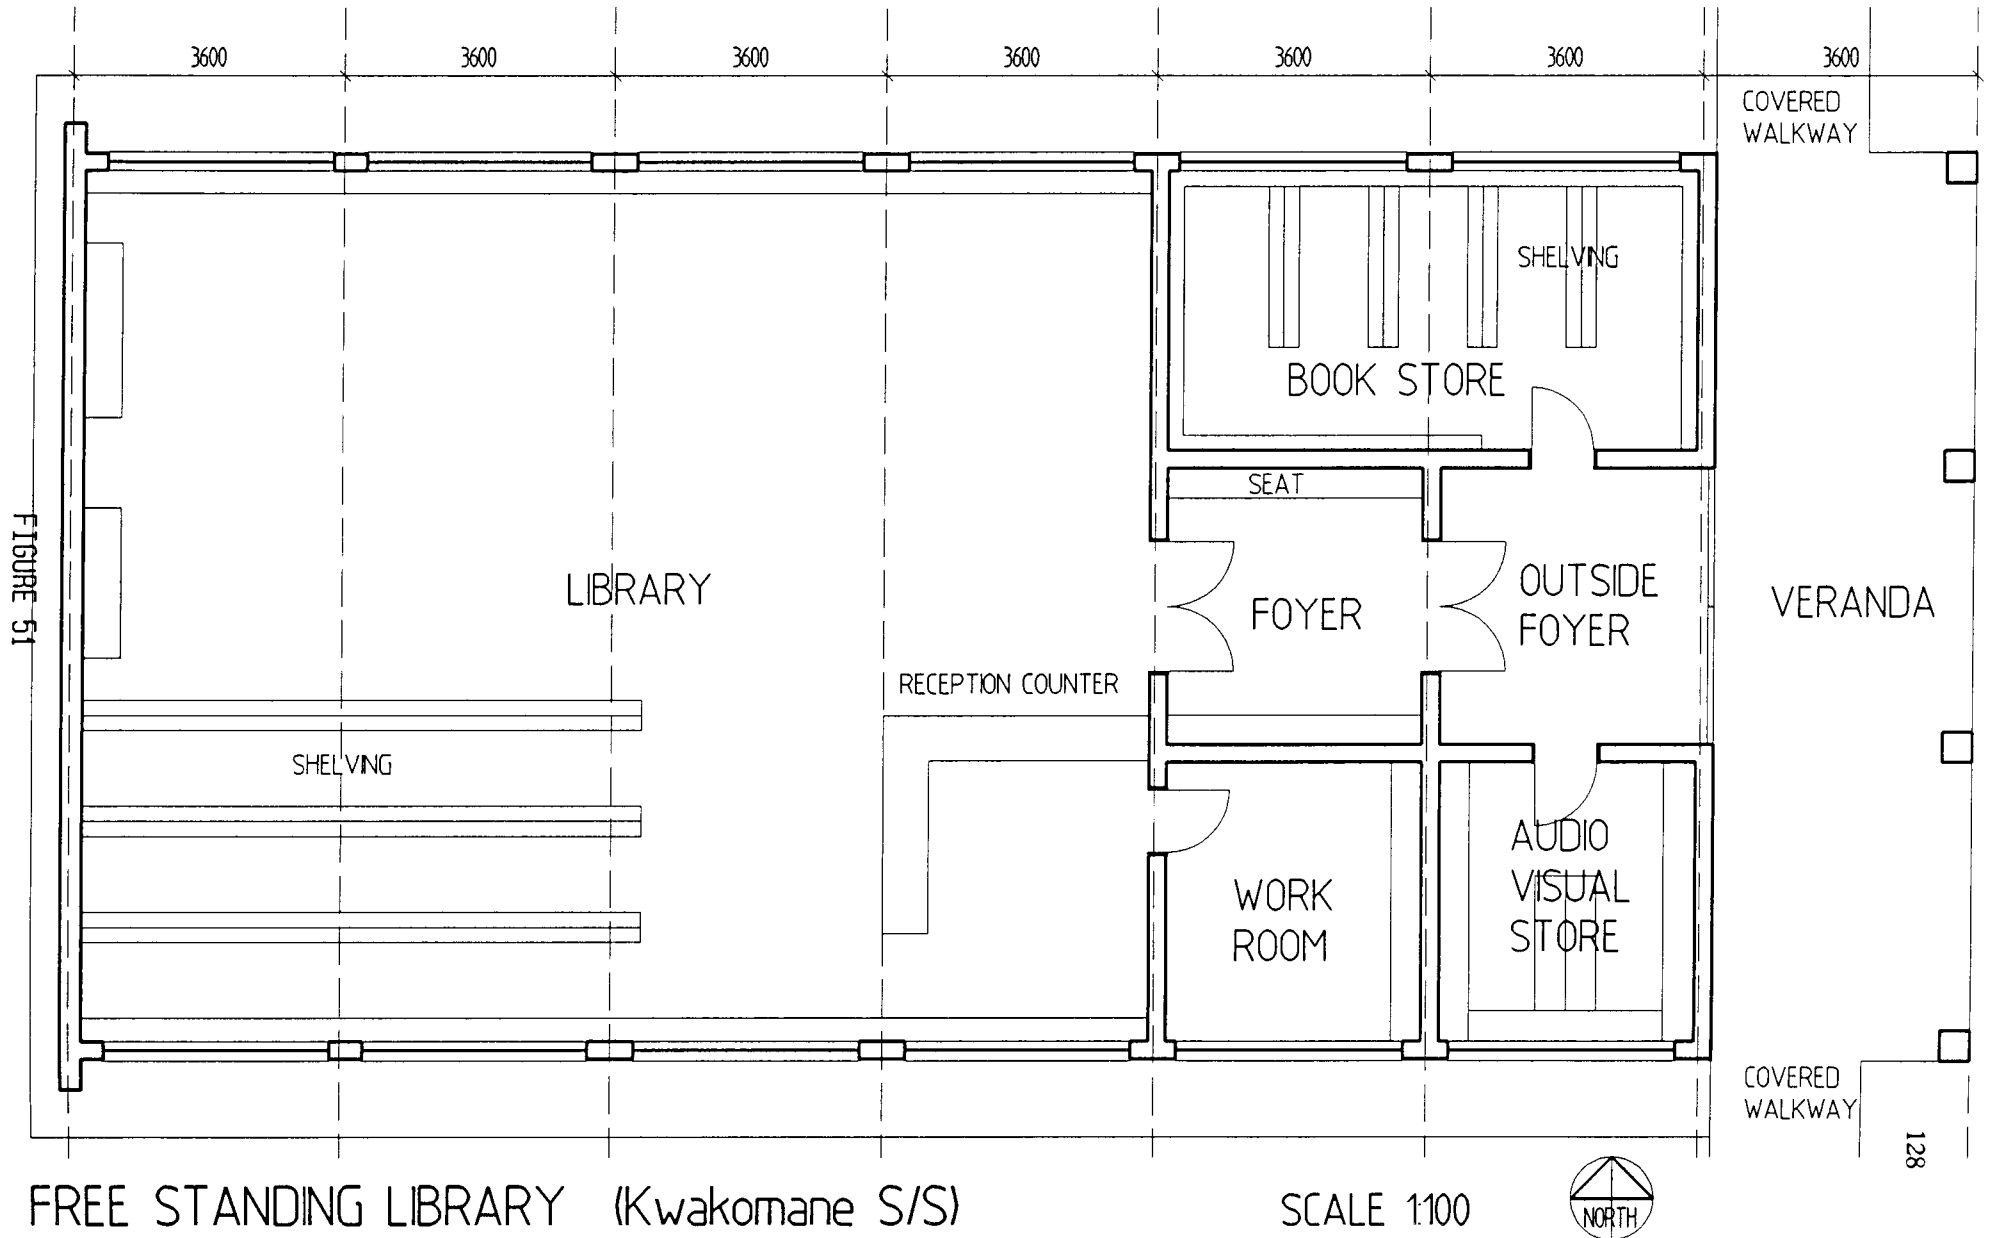 3600 3600 3600 3600 3600 3600 3600
COVERED
WALKWAY
SHELVING
BOOK STORE
SEAT
LIBRARY
FOYER
OUTSIDE
FOYER
VERANDA
RECEPTION COUNTER
SHELVING
WORK
ROOM
AUDIO
VISUAL
STORE
COVERED
WALKWAY
FIGURE 51
128
FREE STANDING LIBRARY (Kwakomane S/S)
SCALE 1:100
NORTH